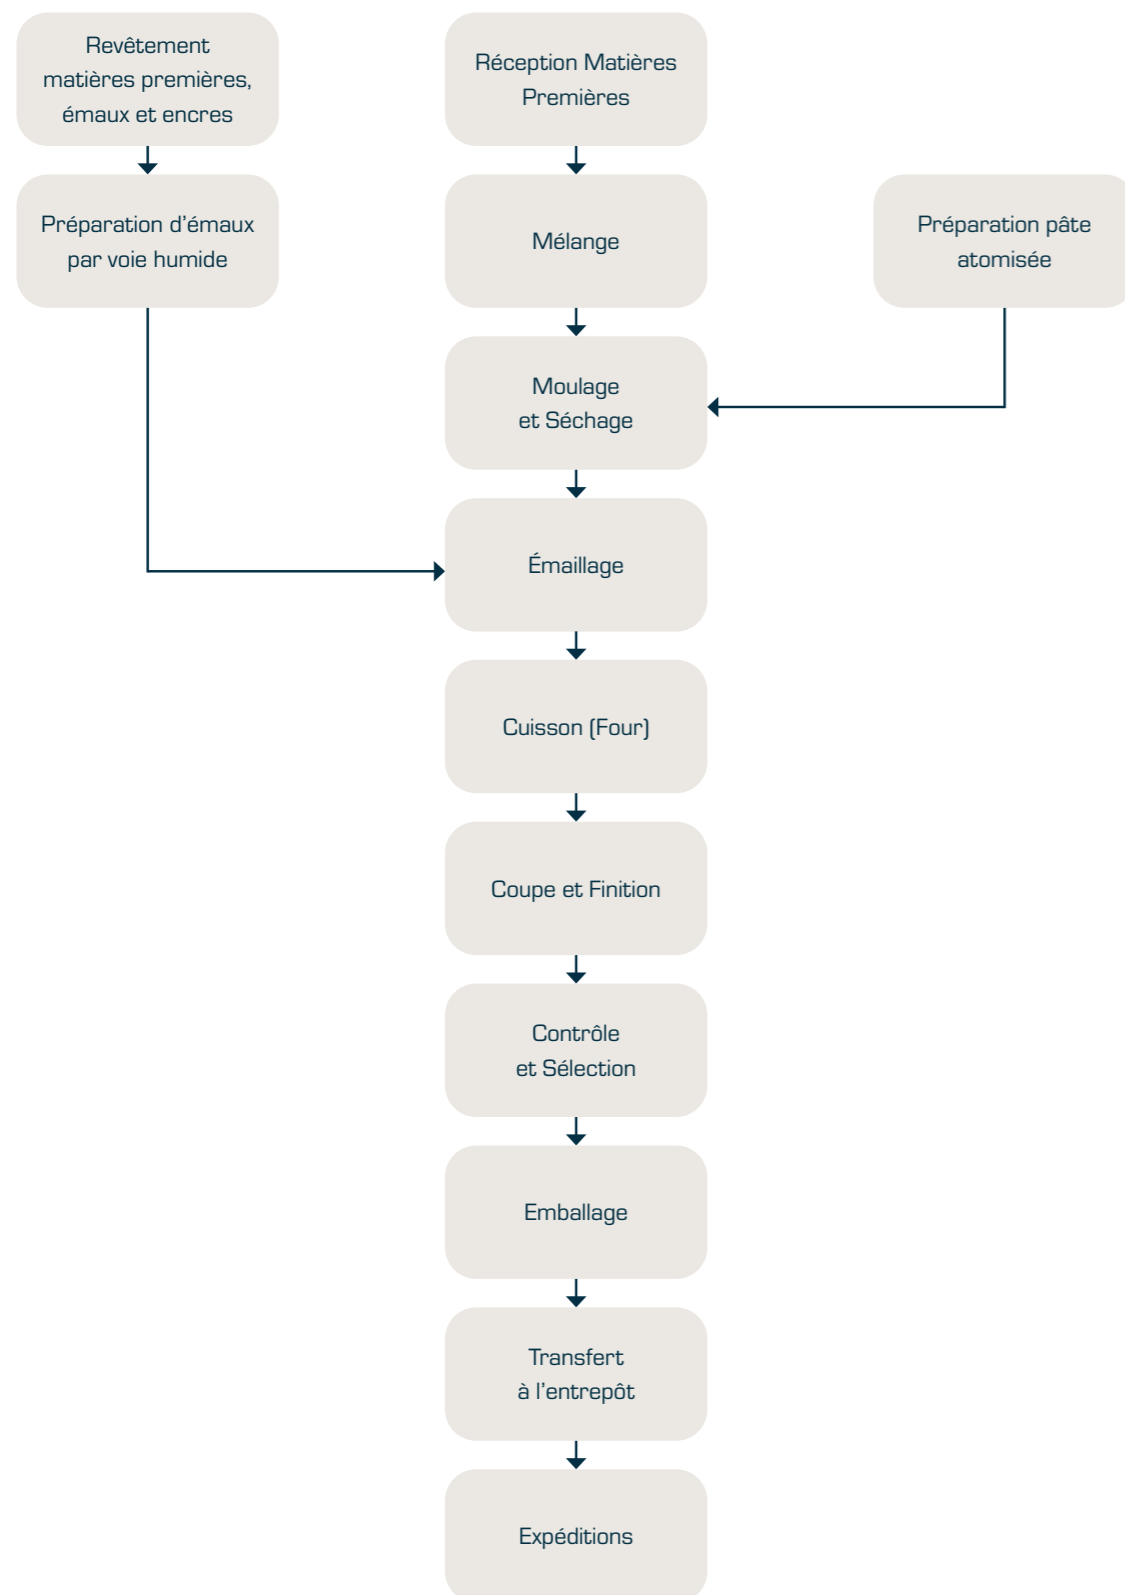 Revêtement
matières premières,
émaux et encres
Réception Matières
Premières
Préparation d'émaux
par voie humide
Mélange
Préparation pâte
atomisée
Moulage
et Séchage
Émaillage
Cuisson (Four)
Coupe et Finition
Contrôle
et Sélection
Emballage
Transfert
à l'entrepôt
Expéditions